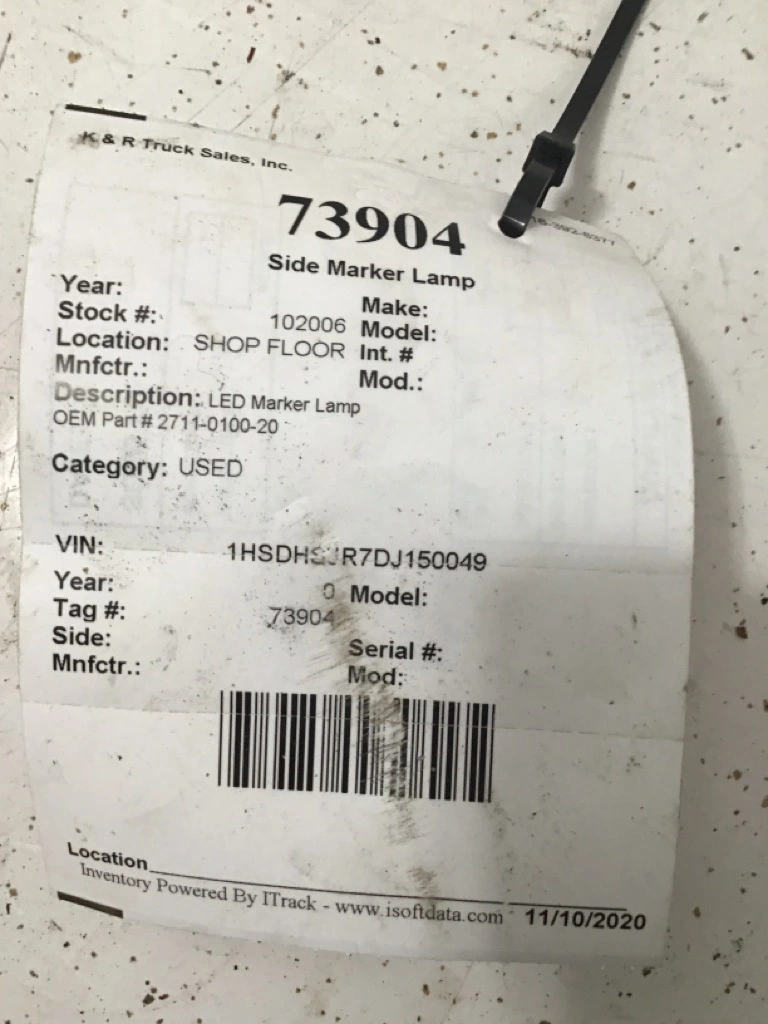 K & R Truck Sales, Inc.
73904
Side Marker Lamp
Year:
Make:
Stock #: 102006
Model:
Location: SHOP FLOOR
Int. #
Mnfctr.:
Mod.:
Description: LED Marker Lamp
OEM Part # 2711-0100-20
Category: USED
VIN:
Year: 0 Model:
Tag #: 73904
Side:
Serial #:
Mnfctr.:
Mod:
Location
Inventory Powered By ITrack - www.isoftdata.com 11/10/2020